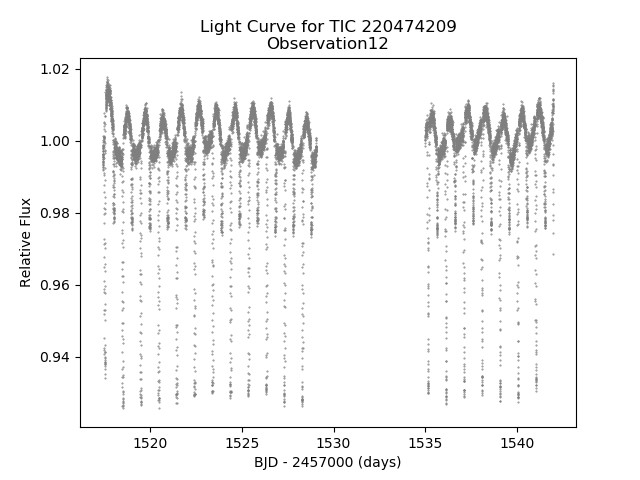 Light Curve for TIC 220474209
Observation12
1.02
1.00
0.98
0.96
0.94
Relative Flux
1520
1525
1530
1535
1540
BJD - 2457000 (days)